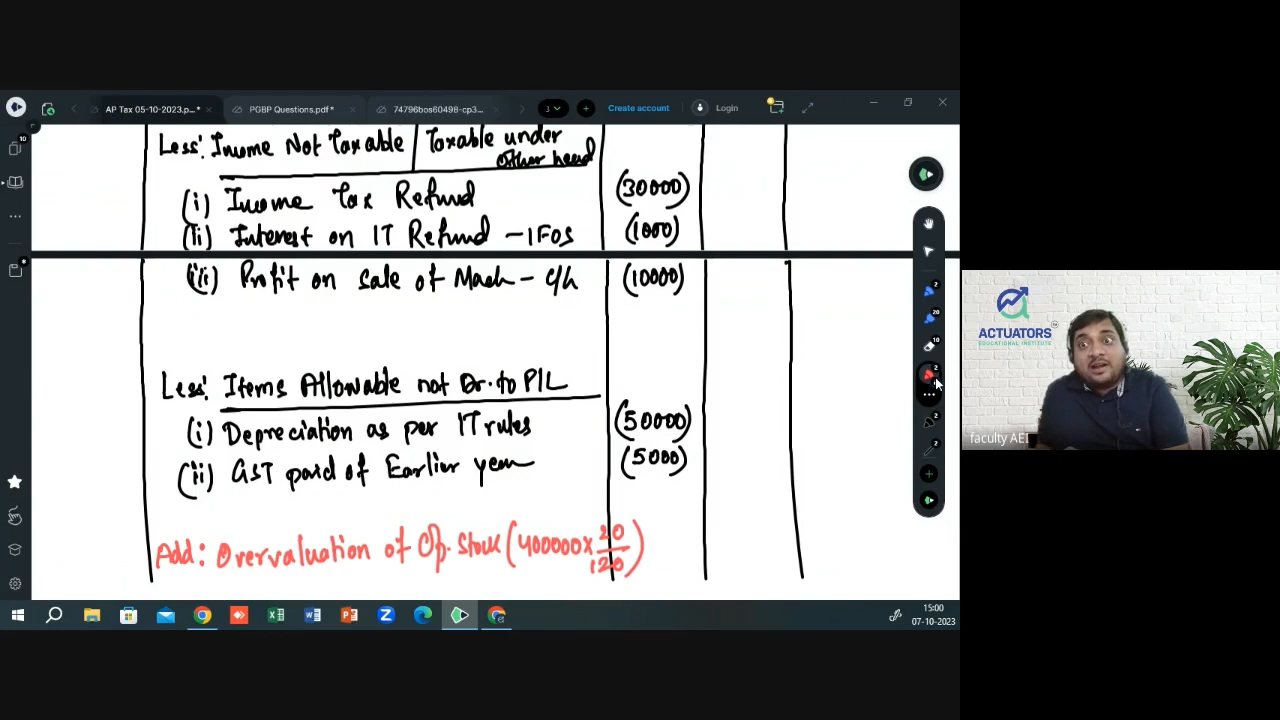 AP Tax 05-10-2023.p... *
PGBP Questions.pdf *
74796bos60498-cp3...
3
Create account
Login
Less: Income Not Taxable | Taxable under
other head
(i) Income Tax Refund (30000)
(ii) Interest on IT Refund - IFOS (1000)
(iii) Profit on sale of Mach - C/h (10000)
Less: Items Allowable not Dr. to P/L
(i) Depreciation as per IT rules (50000)
(ii) GST paid of Earlier year (5000)
Add: Overvaluation of Op. Stock (400000 x 20/120)
ACTUATORS
EDUCATIONAL INSTITUTE
faculty AEI
15:00
07-10-2023